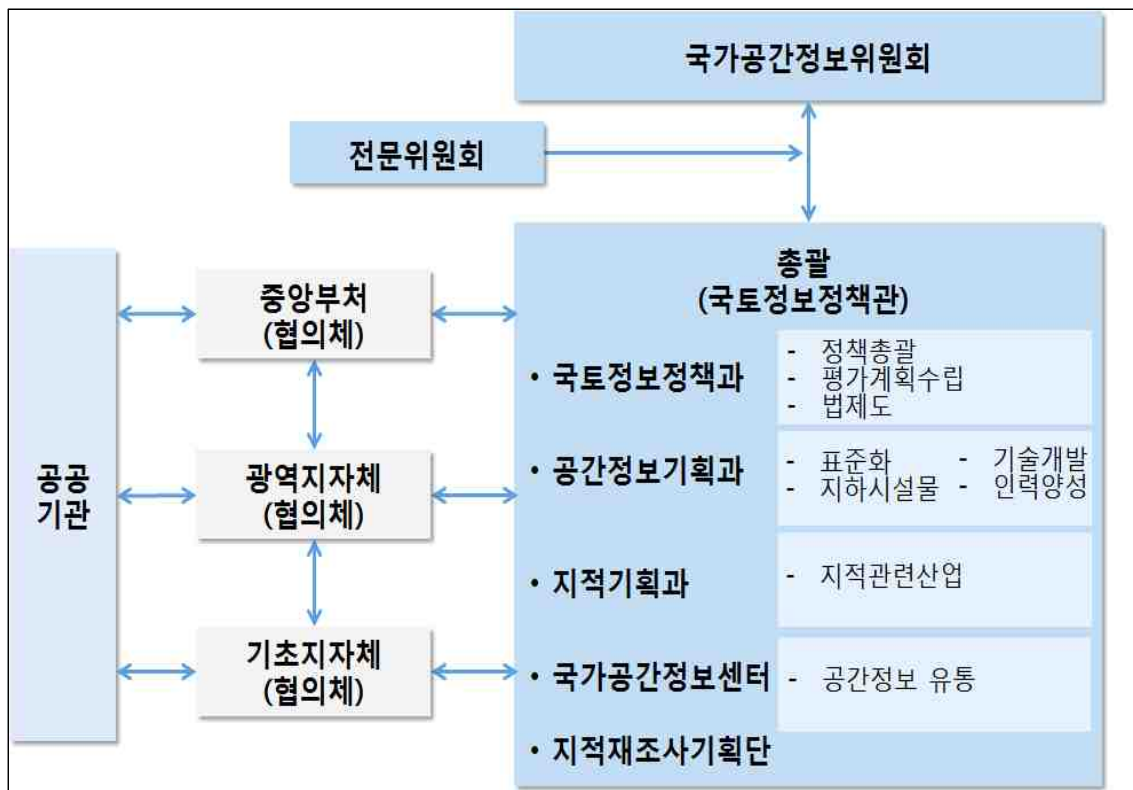 국가공간정보위원회
전문위원회
총괄
(국토정보정책관)
중앙부처
(협의체)
• 국토정보정책과
- 정책총괄
- 평가계획수립
- 법제도
공공
기관
광역지자체
(협의체)
• 공간정보기획과
- 표준화 - 기술개발
- 지하시설물 - 인력양성
• 지적기획과
- 지적관련산업
기초지자체
(협의체)
• 국가공간정보센터
- 공간정보 유통
• 지적재조사기획단